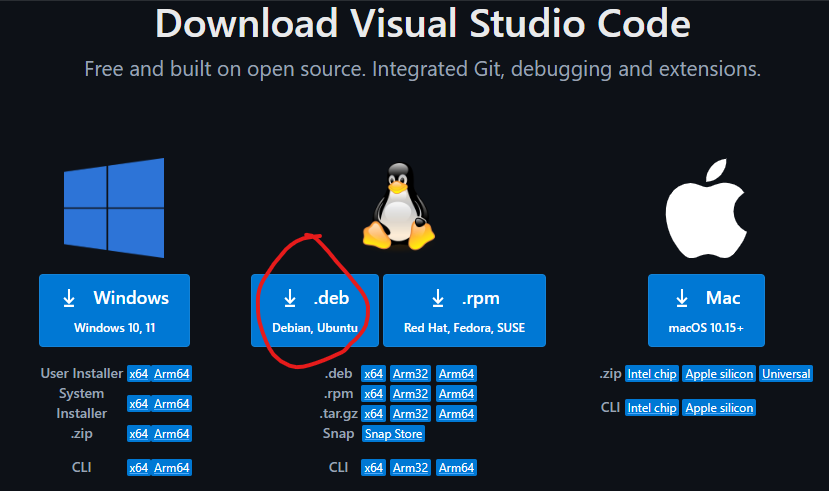 Download Visual Studio Code
Free and built on open source. Integrated Git, debugging and extensions.
Windows
Windows 10, 11
User Installer x64 Arm64
System
Installer x64 Arm64
.zip x64 Arm64
CLI x64 Arm64
.deb
Debian, Ubuntu
.rpm
Red Hat, Fedora, SUSE
.deb x64 Arm32 Arm64
.rpm x64 Arm32 Arm64
.tar.gz x64 Arm32 Arm64
Snap Snap Store
CLI x64 Arm32 Arm64
Mac
macOS 10.15+
.zip Intel chip Apple silicon Universal
CLI Intel chip Apple silicon